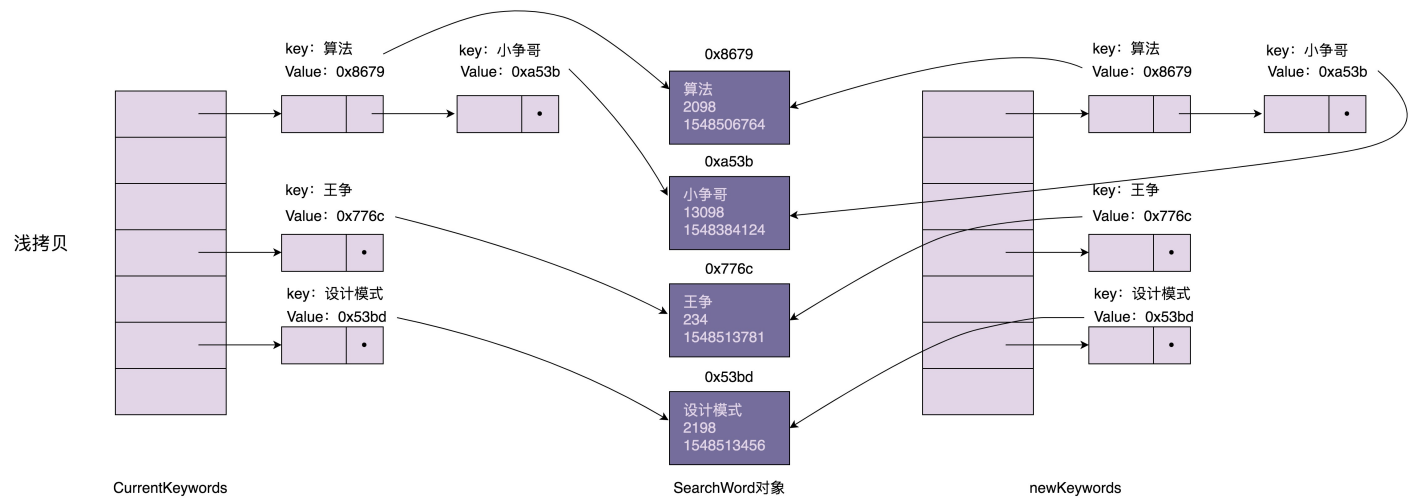 浅拷贝
key：算法
Value：0x8679
key：小争哥
Value：0xa53b
key：王争
Value：0x776c
key：设计模式
Value：0x53bd
CurrentKeywords
0x8679
算法
2098
1548506764
0xa53b
小争哥
13098
1548384124
0x776c
王争
234
1548513781
0x53bd
设计模式
2198
1548513456
SearchWord对象
key：算法
Value：0x8679
key：小争哥
Value：0xa53b
key：王争
Value：0x776c
key：设计模式
Value：0x53bd
newKeywords